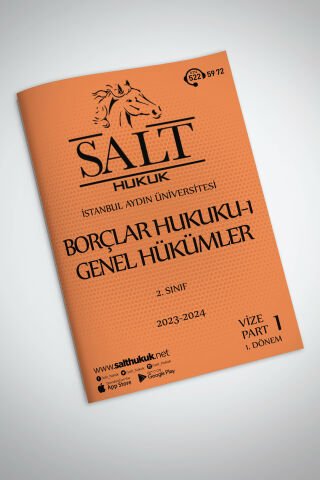 522 59 72
SALT
HUKUK
İSTANBUL AYDIN ÜNİVERSİTESİ
BORÇLAR HUKUKU-I
GENEL HÜKÜMLER
2. SINIF
2023-2024
VİZE
PART 1
1. DÖNEM
www.salthukuk.net
App Store
Google Play